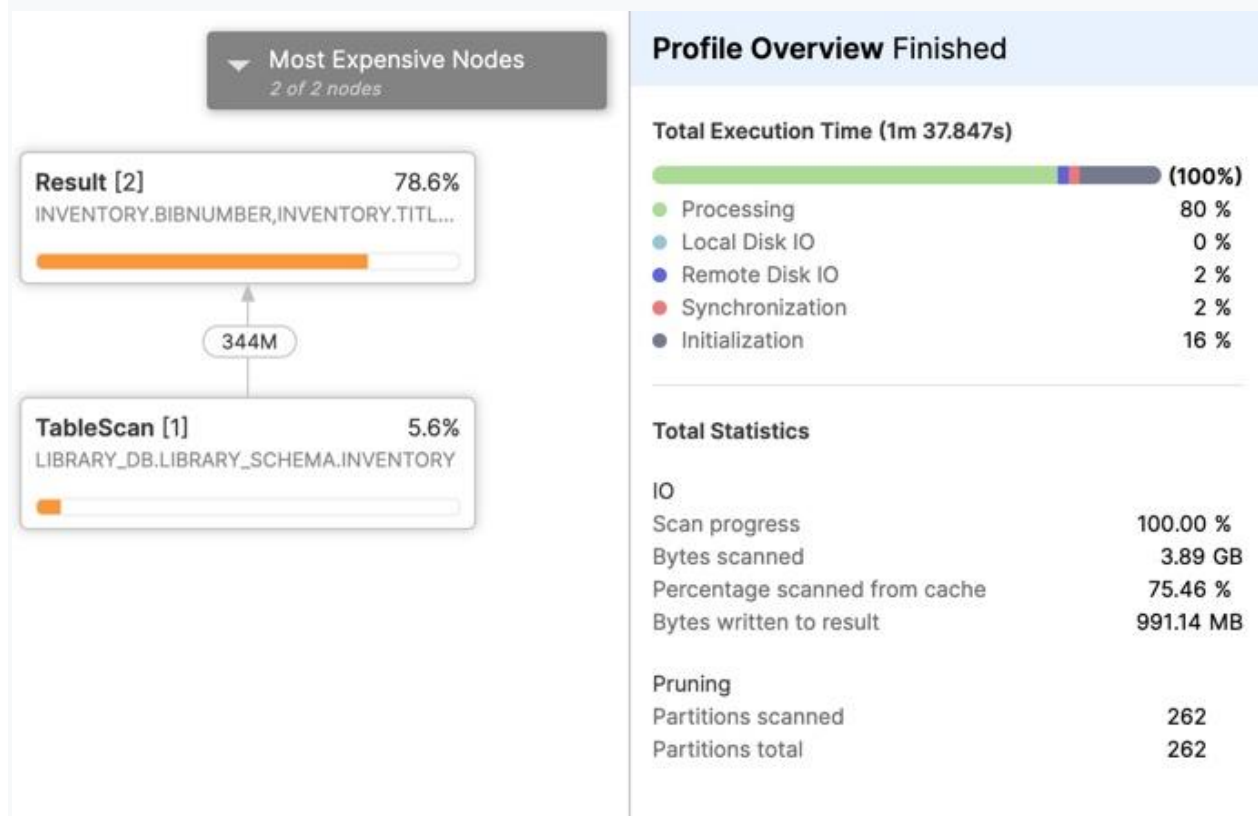 Most Expensive Nodes
2 of 2 nodes
Result [2] 78.6%
INVENTORY.BIBNUMBER,INVENTORY.TITL...
344M
TableScan [1] 5.6%
LIBRARY_DB.LIBRARY_SCHEMA.INVENTORY
Profile Overview Finished
Total Execution Time (1m 37.847s)
(100%)
Processing 80 %
Local Disk IO 0 %
Remote Disk IO 2 %
Synchronization 2 %
Initialization 16 %
Total Statistics
IO
Scan progress 100.00 %
Bytes scanned 3.89 GB
Percentage scanned from cache 75.46 %
Bytes written to result 991.14 MB
Pruning
Partitions scanned 262
Partitions total 262